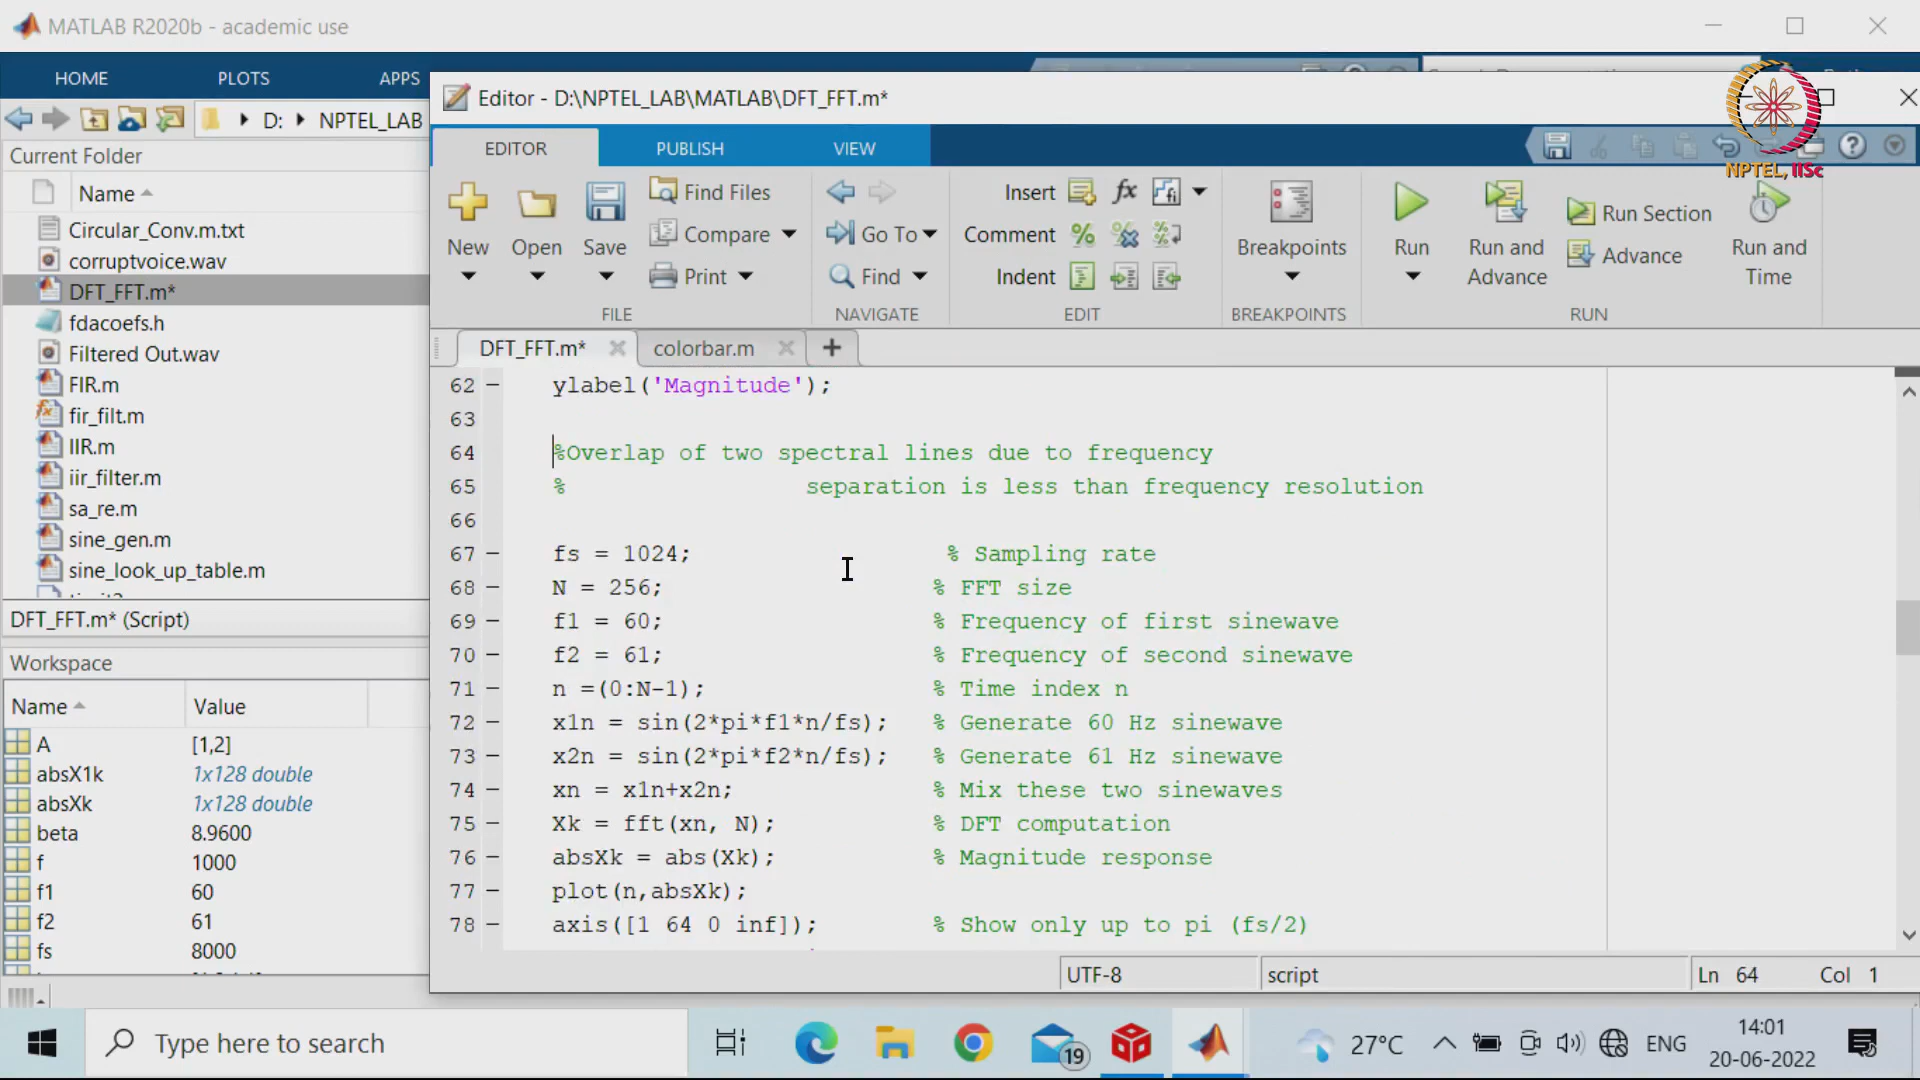 MATLAB R2020b - academic use
HOME PLOTS APPS
D: NPTEL_LAB
Editor - D:\NPTEL_LAB\MATLAB\DFT_FFT.m*
NPTEL, IISc
EDITOR PUBLISH VIEW
New
Open
Save
Find Files
Compare
Print
FILE
Go To
Find
NAVIGATE
Insert
Comment
Indent
EDIT
Breakpoints
BREAKPOINTS
Run
Run and
Advance
Run Section
Advance
Run and
Time
RUN
Current Folder
Name
Circular_Conv.m.txt
corruptvoice.wav
DFT_FFT.m*
fdacoefs.h
Filtered Out.wav
FIR.m
fir_filt.m
IIR.m
iir_filter.m
sa_re.m
sine_gen.m
sine_look_up_table.m
DFT_FFT.m* (Script)
Workspace
Name Value
A [1,2]
absX1k 1x128 double
absXk 1x128 double
beta 8.9600
f 1000
f1 60
f2 61
fs 8000
DFT_FFT.m* colorbar.m
62 ylabel('Magnitude');
63
64 %Overlap of two spectral lines due to frequency
65 % separation is less than frequency resolution
66
67 fs = 1024; % Sampling rate
68 N = 256; % FFT size
69 f1 = 60; % Frequency of first sinewave
70 f2 = 61; % Frequency of second sinewave
71 n =(0:N-1); % Time index n
72 x1n = sin(2*pi*f1*n/fs); % Generate 60 Hz sinewave
73 x2n = sin(2*pi*f2*n/fs); % Generate 61 Hz sinewave
74 xn = x1n+x2n; % Mix these two sinewaves
75 Xk = fft(xn, N); % DFT computation
76 absXk = abs(Xk); % Magnitude response
77 plot(n,absXk);
78 axis([1 64 0 inf]); % Show only up to pi (fs/2)
UTF-8 script Ln 64 Col 1
Type here to search
19
27°C
ENG
14:01
20-06-2022